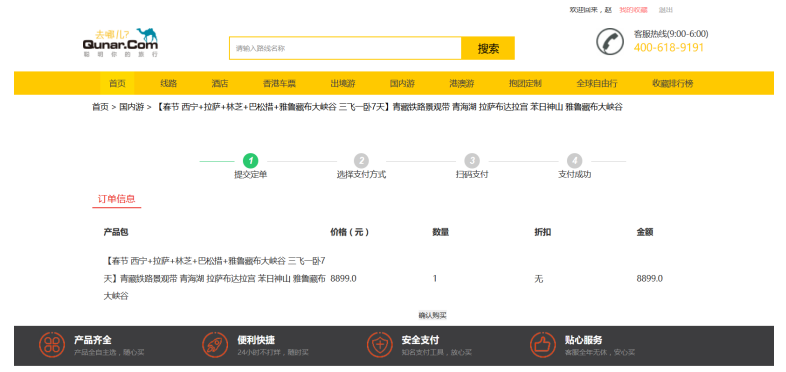 欢迎回来，赵 我的收藏 退出
去哪儿?
Qunar.Com
聪明你的旅行
请输入路线名称
搜索
客服热线(9:00-6:00)
400-618-9191
首页 线路 酒店 香港车票 出境游 国内游 港澳游 抱团定制 全球自由行 收藏排行榜
首页 > 国内游 > 【春节 西宁+拉萨+林芝+巴松措+雅鲁藏布大峡谷 三飞一卧7天】青藏铁路景观带 青海湖 拉萨布达拉宫 苯日神山 雅鲁藏布大峡谷
1 2 3 4
提交定单 选择支付方式 扫码支付 支付成功
订单信息
产品包 价格（元） 数量 折扣 金额
【春节 西宁+拉萨+林芝+巴松措+雅鲁藏布大峡谷 三飞一卧7
天】青藏铁路景观带 青海湖 拉萨布达拉宫 苯日神山 雅鲁藏布 8899.0 1 无 8899.0
大峡谷
确认购买
产品齐全 便利快捷 安全支付 贴心服务
产品全自主选，随心买 24小时不打烊，随时买 知名支付工具，放心买 客服全年无休，安心买